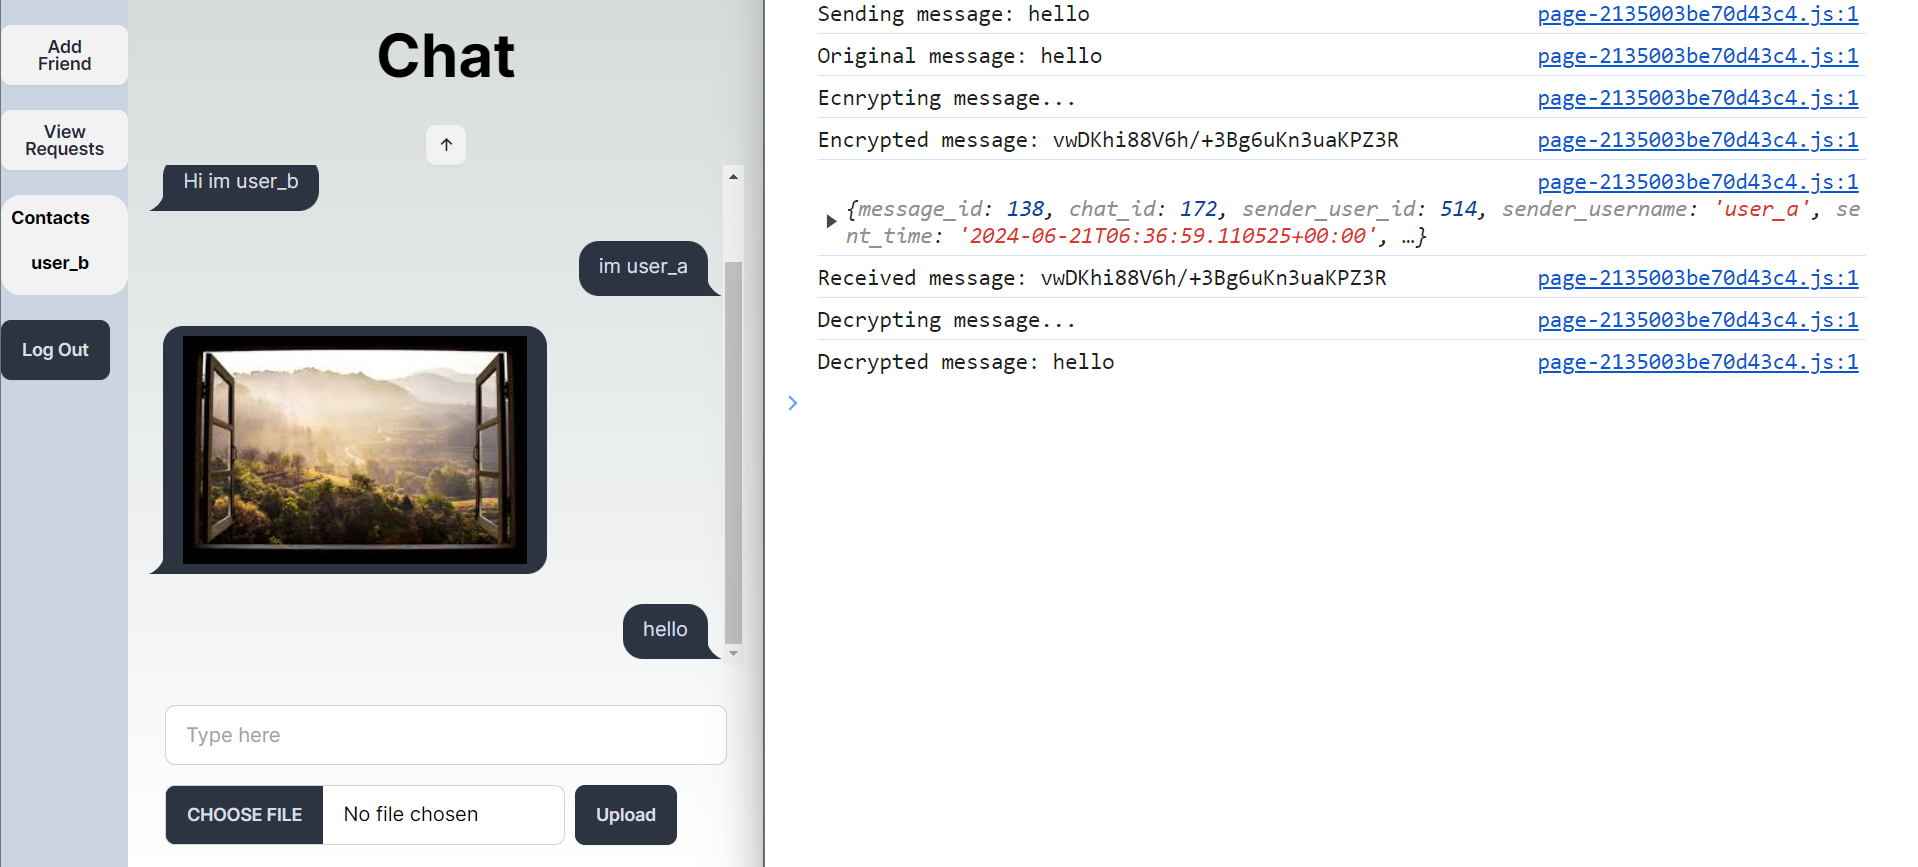 Add
Friend
View
Requests
Contacts
user_b
Log Out
Chat
↑
Hi im user_b
im user_a
hello
Type here
CHOOSE FILE No file chosen Upload
Sending message: hello page-2135003be70d43c4.js:1
Original message: hello page-2135003be70d43c4.js:1
Ecnrypting message... page-2135003be70d43c4.js:1
Encrypted message: vwDKhi88V6h/+3Bg6uKn3uaKPZ3R page-2135003be70d43c4.js:1
page-2135003be70d43c4.js:1
{message_id: 138, chat_id: 172, sender_user_id: 514, sender_username: 'user_a', se
nt_time: '2024-06-21T06:36:59.110525+00:00', …}
Received message: vwDKhi88V6h/+3Bg6uKn3uaKPZ3R page-2135003be70d43c4.js:1
Decrypting message... page-2135003be70d43c4.js:1
Decrypted message: hello page-2135003be70d43c4.js:1